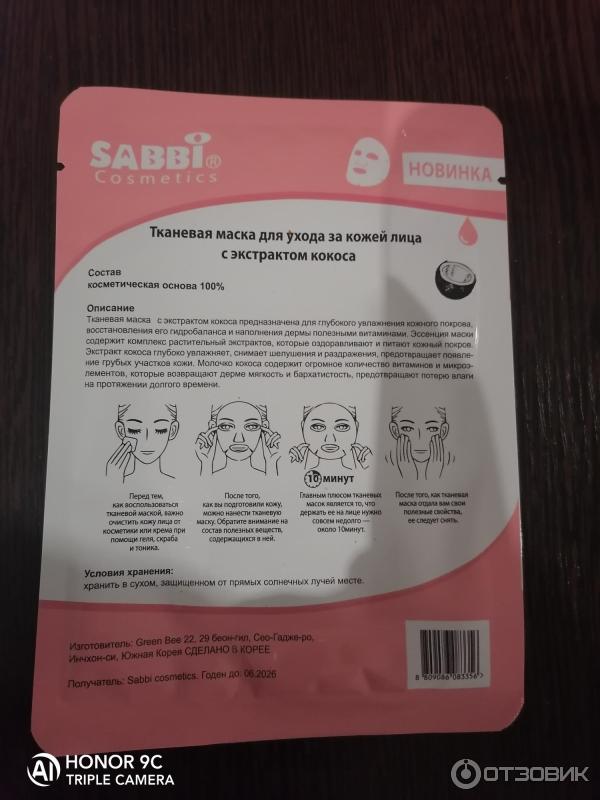 SABBi®
Cosmetics
НОВИНКА
Тканевая маска для ухода за кожей лица
с экстрактом кокоса
Состав
косметическая основа 100%
Описание
Тканевая маска с экстрактом кокоса предназначена для глубокого увлажнения кожного покрова,
восстановления его гидробаланса и наполнения дермы полезными витаминами. Эссенция маски
содержит комплекс растительный экстрактов, которые оздоравливают и питают кожный покров.
Экстракт кокоса глубоко увлажняет, снимает шелушения и раздражения, предотвращает появле-
ние грубых участков кожи. Молочко кокоса содержит огромное количество витаминов и микроэ-
лементов, которые возвращают дерме мягкость и бархатистость, предотвращают потерю влаги
на протяжении долгого времени.
10 минут
Перед тем,
как воспользоваться
тканевой маской, важно
очистить кожу лица от
косметики или крема при
помощи геля, скраба
и тоника.
После того,
как вы подготовили кожу,
можно нанести тканевую
маску. Обратите внимание на
состав полезных веществ,
содержащихся в ней.
Главным плюсом тканевых
масок является то, что
держать ее на лице нужно
совсем недолго —
около 10минут.
После того, как тканевая
маска отдала вам свои
полезные свойства,
ее следует снять.
Условия хранения:
хранить в сухом, защищенном от прямых солнечных лучей месте.
Изготовитель: Green Bee 22, 29 беон-гил, Сео-Гадже-ро,
Инчхон-си, Южная Корея СДЕЛАНО В КОРЕЕ
Получатель: Sabbi cosmetics. Годен до: 06.2026
8 809086 083356 >
AI HONOR 9C
TRIPLE CAMERA
ОТЗОВИК